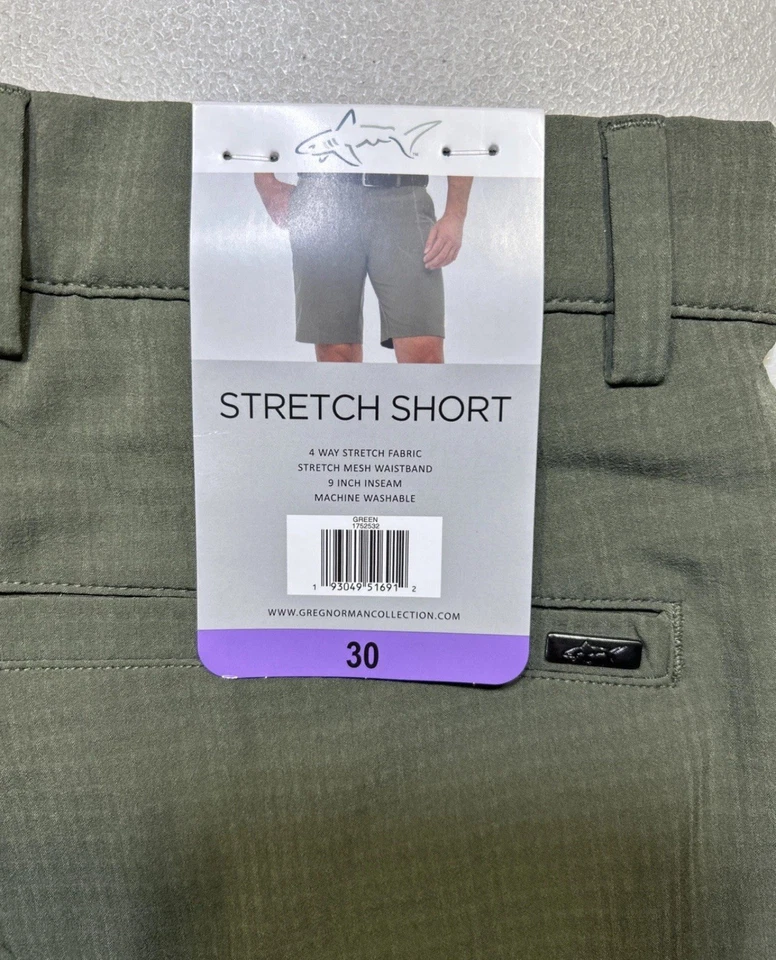 STRETCH SHORT
4 WAY STRETCH FABRIC
STRETCH MESH WAISTBAND
9 INCH INSEAM
MACHINE WASHABLE
GREEN
1752532
1 93049 51691 2
WWW.GREGNORMANCOLLECTION.COM
30